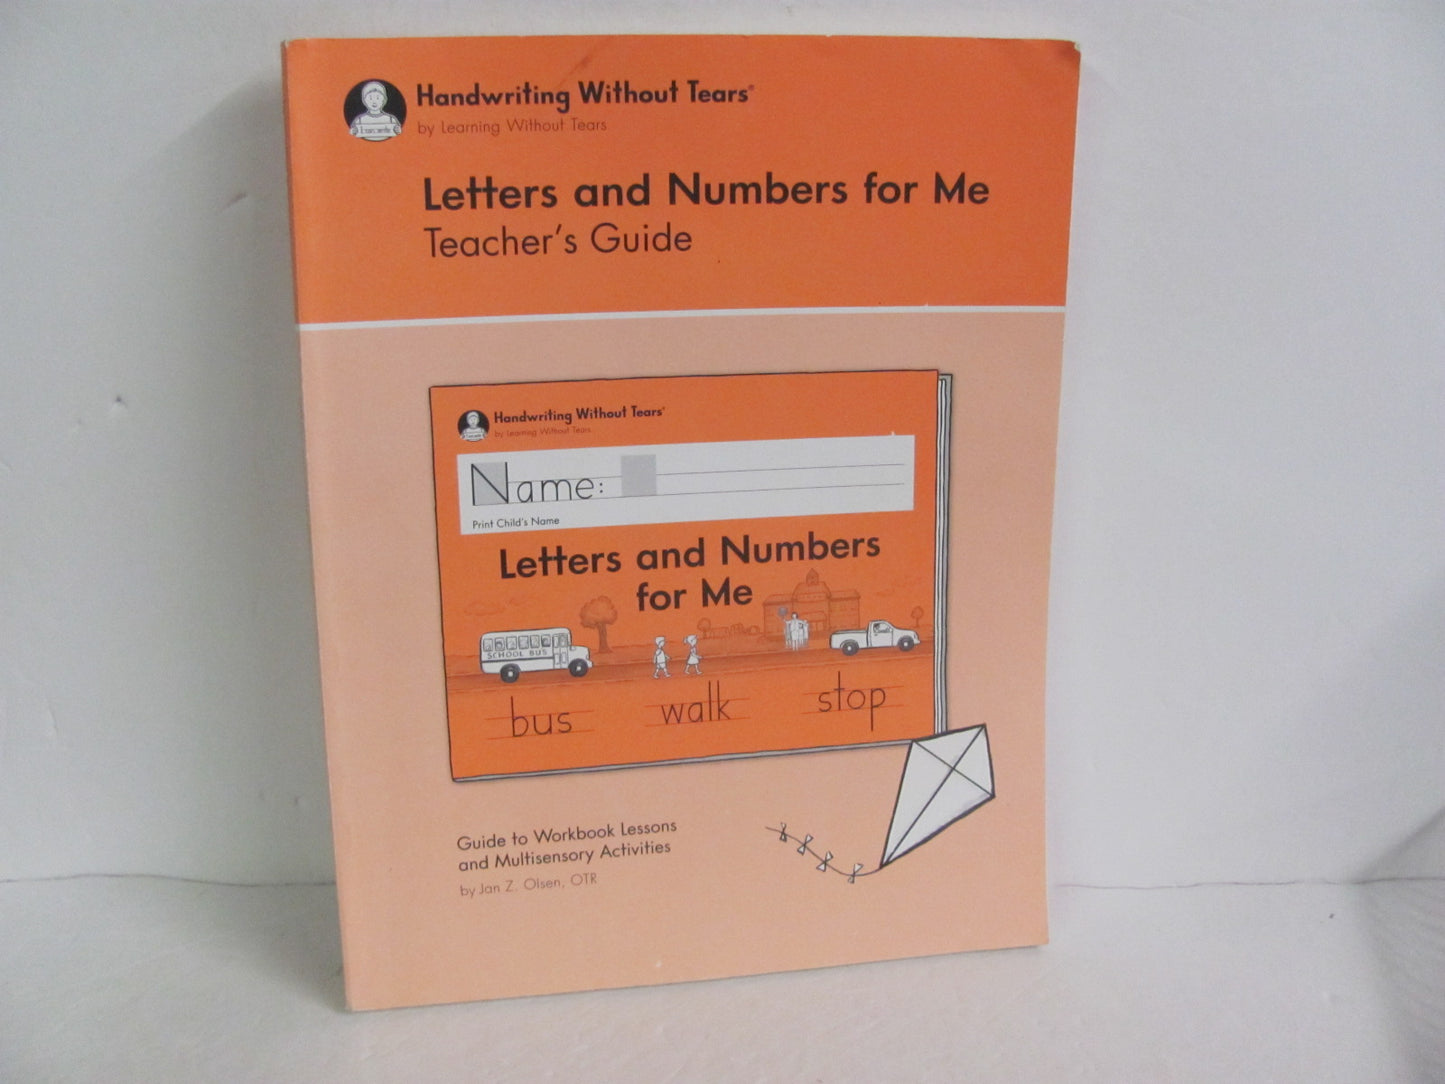 I can write
Handwriting Without Tears®
by Learning Without Tears
Letters and Numbers for Me
Teacher's Guide
Handwriting Without Tears®
by Learning Without Tears
Name:
Print Child's Name
Letters and Numbers
for Me
SCHOOL BUS
bus walk stop
Guide to Workbook Lessons
and Multisensory Activities
by Jan Z. Olsen, OTR